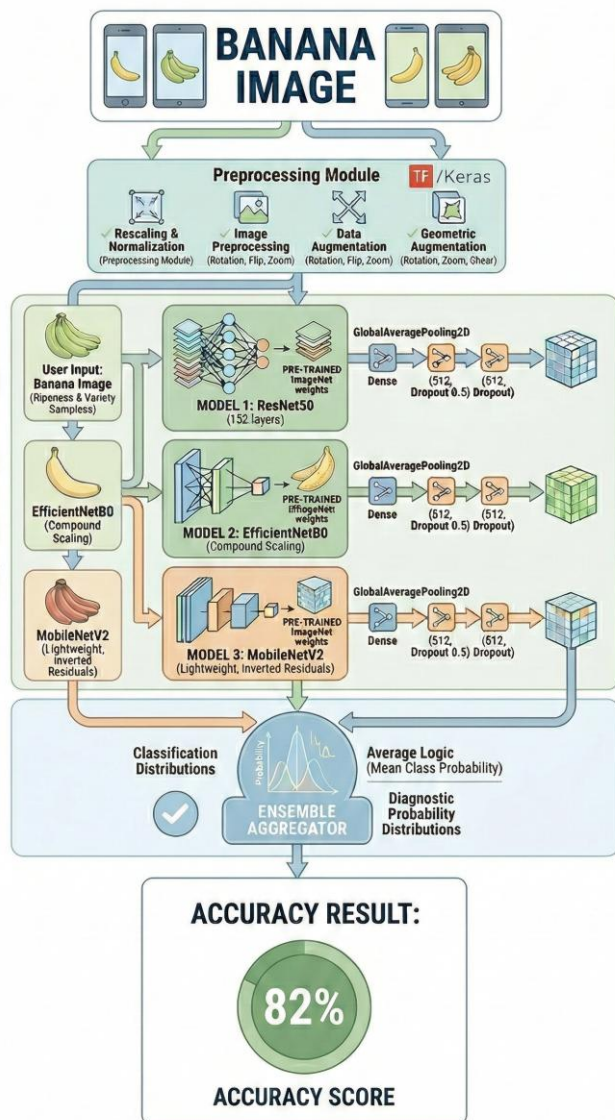 BANANA
IMAGE
Preprocessing Module
TF /Keras
Rescaling &
Normalization
(Preprocessing Module)
Image
Preprocessing
(Rotation, Flip, Zoom)
Data
Augmentation
(Rotation, Flip, Zoom)
Geometric
Augmentation
(Rotation, Zoom, Ghear)
User Input:
Banana Image
(Ripeness & Variety
Sampless)
PRE-TRAINED
ImageNet
weights
MODEL 1: ResNet50
(152 layers)
GlobalAveragePooling2D
Dense
(512,
Dropout 0.5)
(512,
Dropout)
EfficientNetB0
(Compound
Scaling)
PRE-TRAINED
EffiogeNett
weights
MODEL 2: EfficientNetB0
(Compound Scaling)
GlobalAveragePooling2D
Dense
(512,
Dropout 0.5)
(512,
Dropout)
MobileNetV2
(Lightweight,
Inverted
Residuals)
PRE-TRAINED
ImageNet
weights
MODEL 3: MobileNetV2
(Lightweight, Inverted Residuals)
GlobalAveragePooling2D
Dense
(512,
Dropout 0.5)
(512,
Dropout)
Classification
Distributions
Probability
ENSEMBLE
AGGREGATOR
Average Logic
(Mean Class Probability)
Diagnostic
Probability
Distributions
ACCURACY RESULT:
82%
ACCURACY SCORE